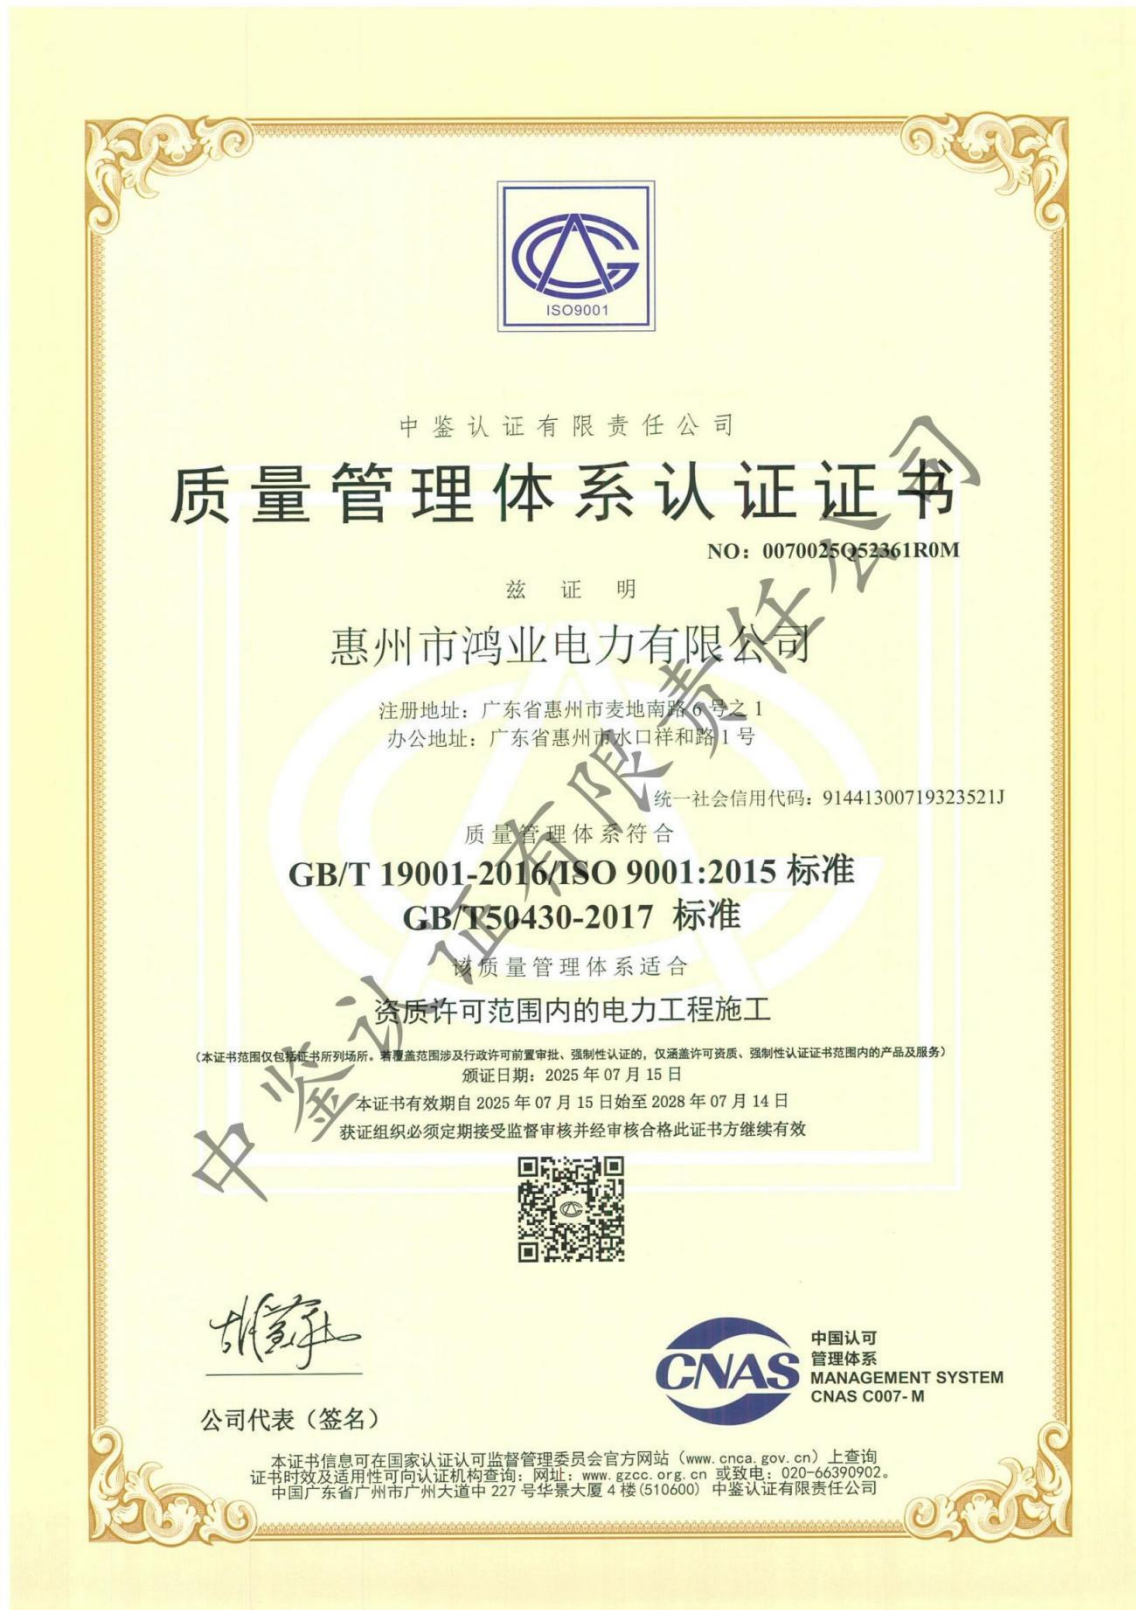 ISO9001
中鉴认证有限责任公司
质量管理体系认证证书
NO：0070025Q52361R0M
兹 证 明
惠州市鸿业电力有限公司
注册地址：广东省惠州市麦地南路 6 号之 1
办公地址：广东省惠州市水口祥和路 1 号
统一社会信用代码：91441300719323521J
质量管理体系符合
GB/T 19001-2016/ISO 9001:2015 标准
GB/T50430-2017 标准
该质量管理体系适合
资质许可范围内的电力工程施工
（本证书范围仅包括证书所列场所。若覆盖范围涉及行政许可前置审批、强制性认证的，仅涵盖许可资质、强制性认证证书范围内的产品及服务）
颁证日期：2025 年 07 月 15 日
本证书有效期自 2025 年 07 月 15 日始至 2028 年 07 月 14 日
获证组织必须定期接受监督审核并经审核合格此证书方继续有效
中鉴认证有限责任公司
公司代表（签名）
CNAS
中国认可
管理体系
MANAGEMENT SYSTEM
CNAS C007-M
本证书信息可在国家认证认可监督管理委员会官方网站（www.cnca.gov.cn）上查询
证书时效及适用性可向认证机构查询：网址：www.gzcc.org.cn 或致电：020-66390902。
中国广东省广州市广州大道中 227 号华景大厦 4 楼(510600) 中鉴认证有限责任公司